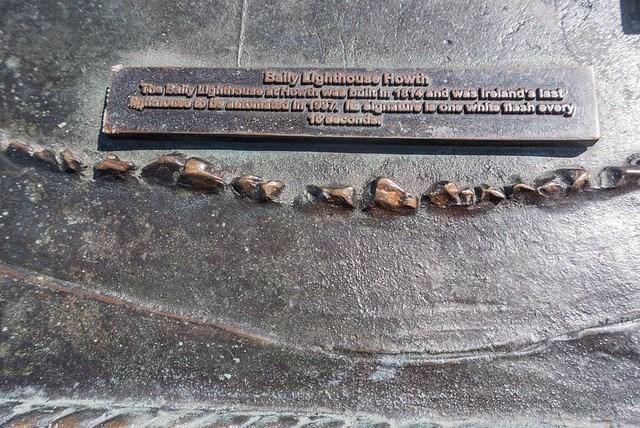 Baily Lighthouse Howth
The Baily Lighthouse at Howth was built in 1814 and was Ireland's last
lighthouse to be automated in 1997. Its signature is one white flash every
15 seconds.